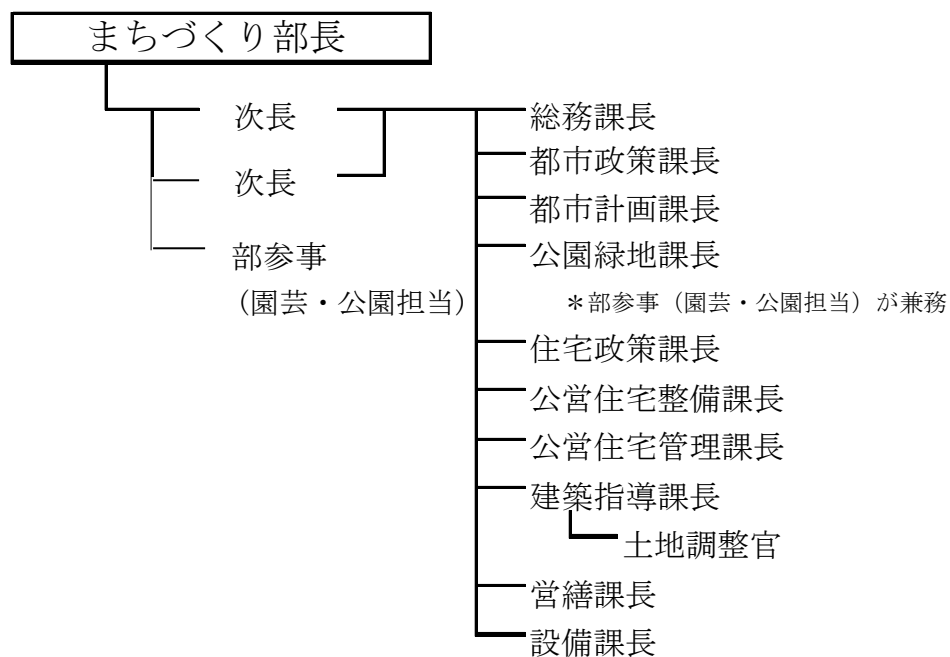 まちづくり部長
次長
次長
部参事
（園芸・公園担当）
総務課長
都市政策課長
都市計画課長
公園緑地課長
＊部参事（園芸・公園担当）が兼務
住宅政策課長
公営住宅整備課長
公営住宅管理課長
建築指導課長
土地調整官
営繕課長
設備課長